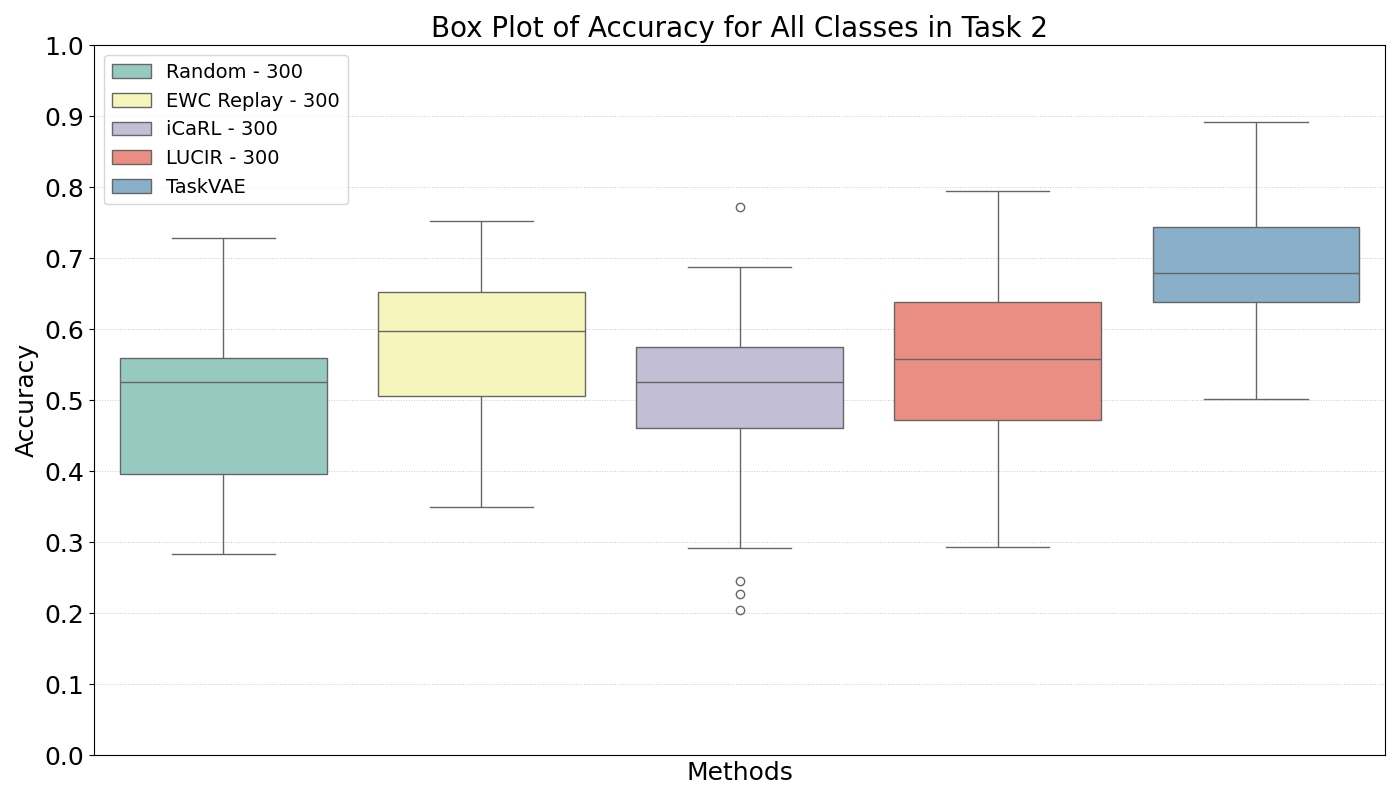 Box Plot of Accuracy for All Classes in Task 2
1.0
0.9
0.8
0.7
0.6
0.5
0.4
0.3
0.2
0.1
0.0
Accuracy
Random - 300
EWC Replay - 300
iCaRL - 300
LUCIR - 300
TaskVAE
Methods